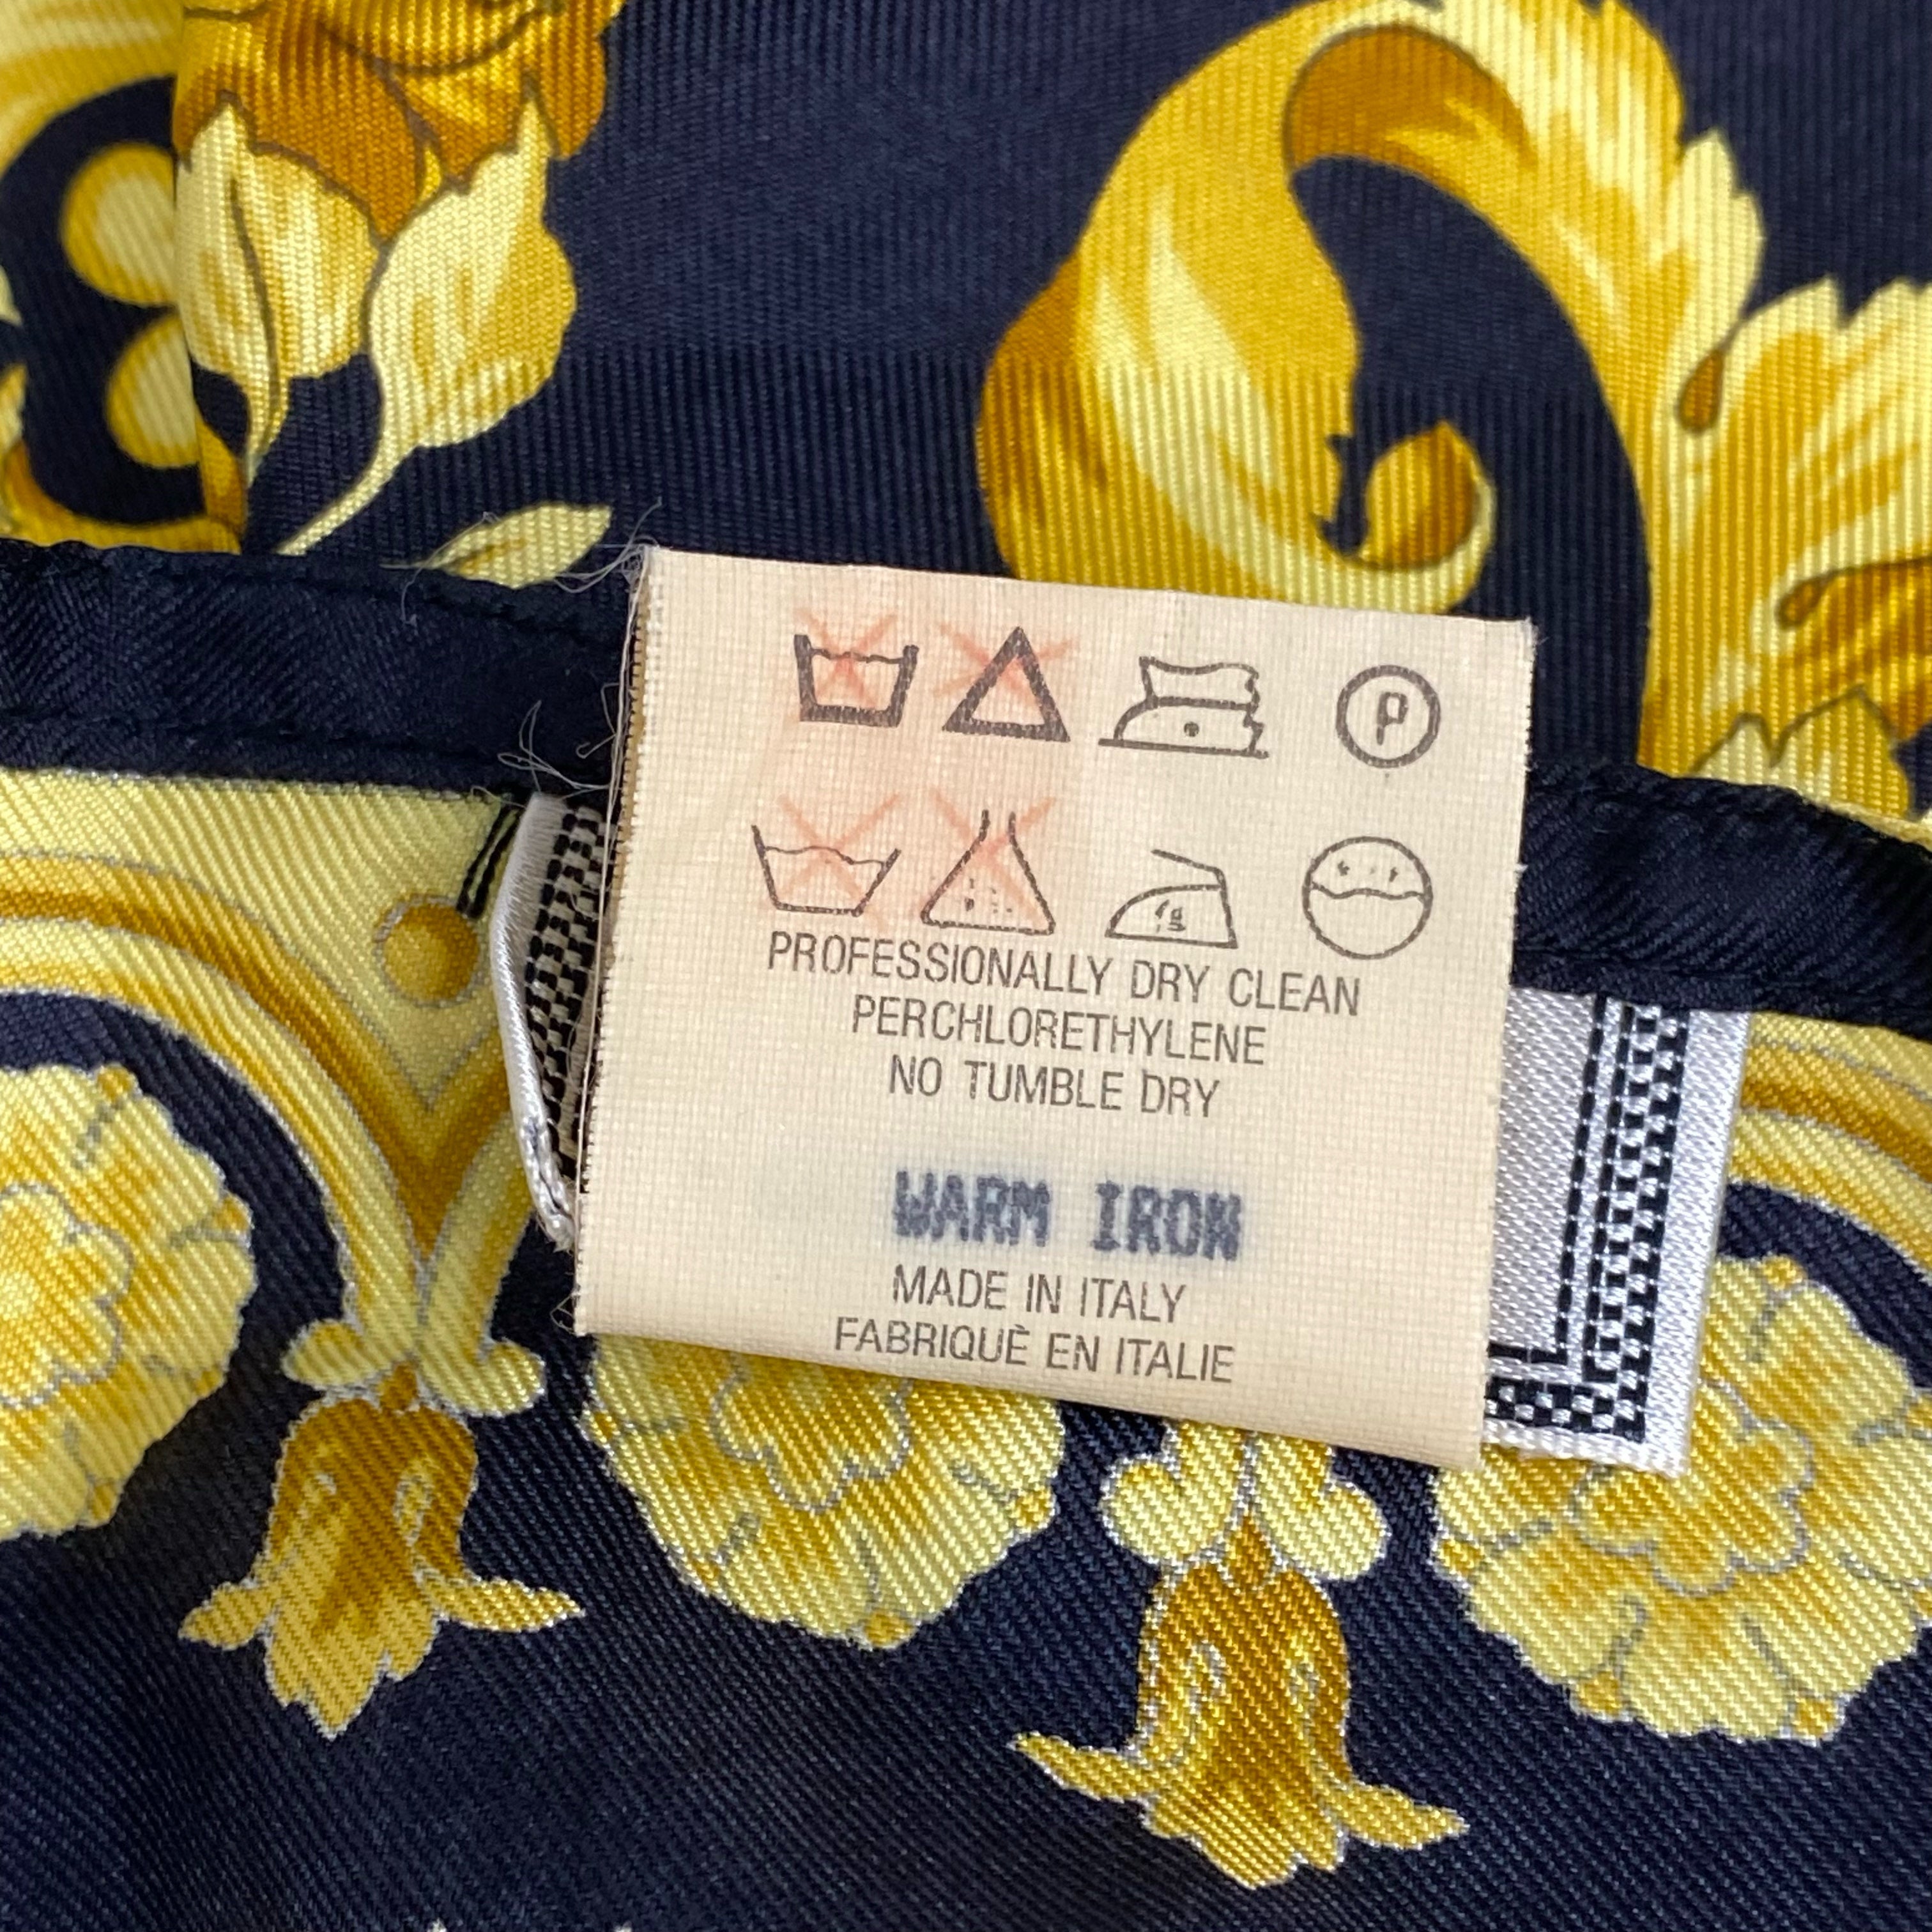 P
PROFESSIONALLY DRY CLEAN
PERCHLORETHYLENE
NO TUMBLE DRY
WARM IRON
MADE IN ITALY
FABRIQUÈ EN ITALIE